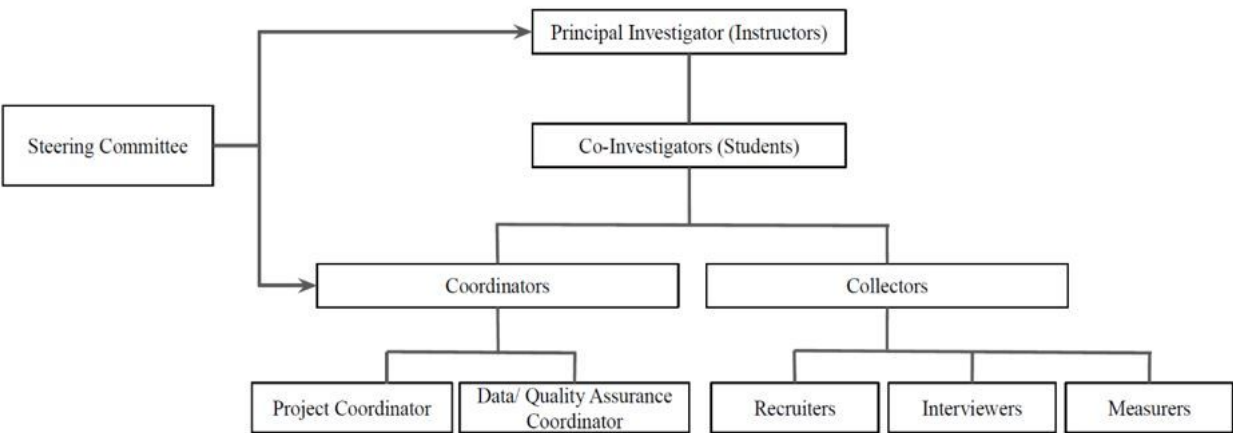 Principal Investigator (Instructors)
Steering Committee
Co-Investigators (Students)
Coordinators
Collectors
Project Coordinator
Data/ Quality Assurance
Coordinator
Recruiters
Interviewers
Measurers